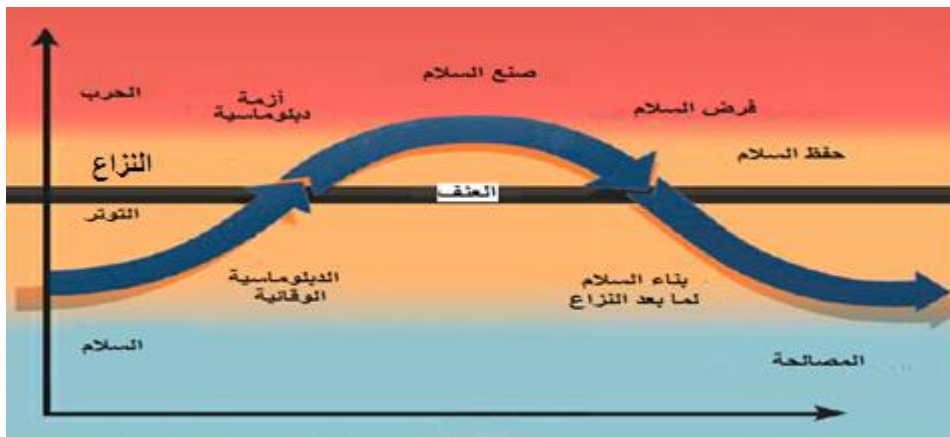 صنع السلام
الحرب
أزمة
دبلوماسية
فرض السلام
حفظ السلام
النزاع
العنف
التوتر
الدبلوماسية
الوقائية
بناء السلام
لما بعد النزاع
السلام
المصالحة